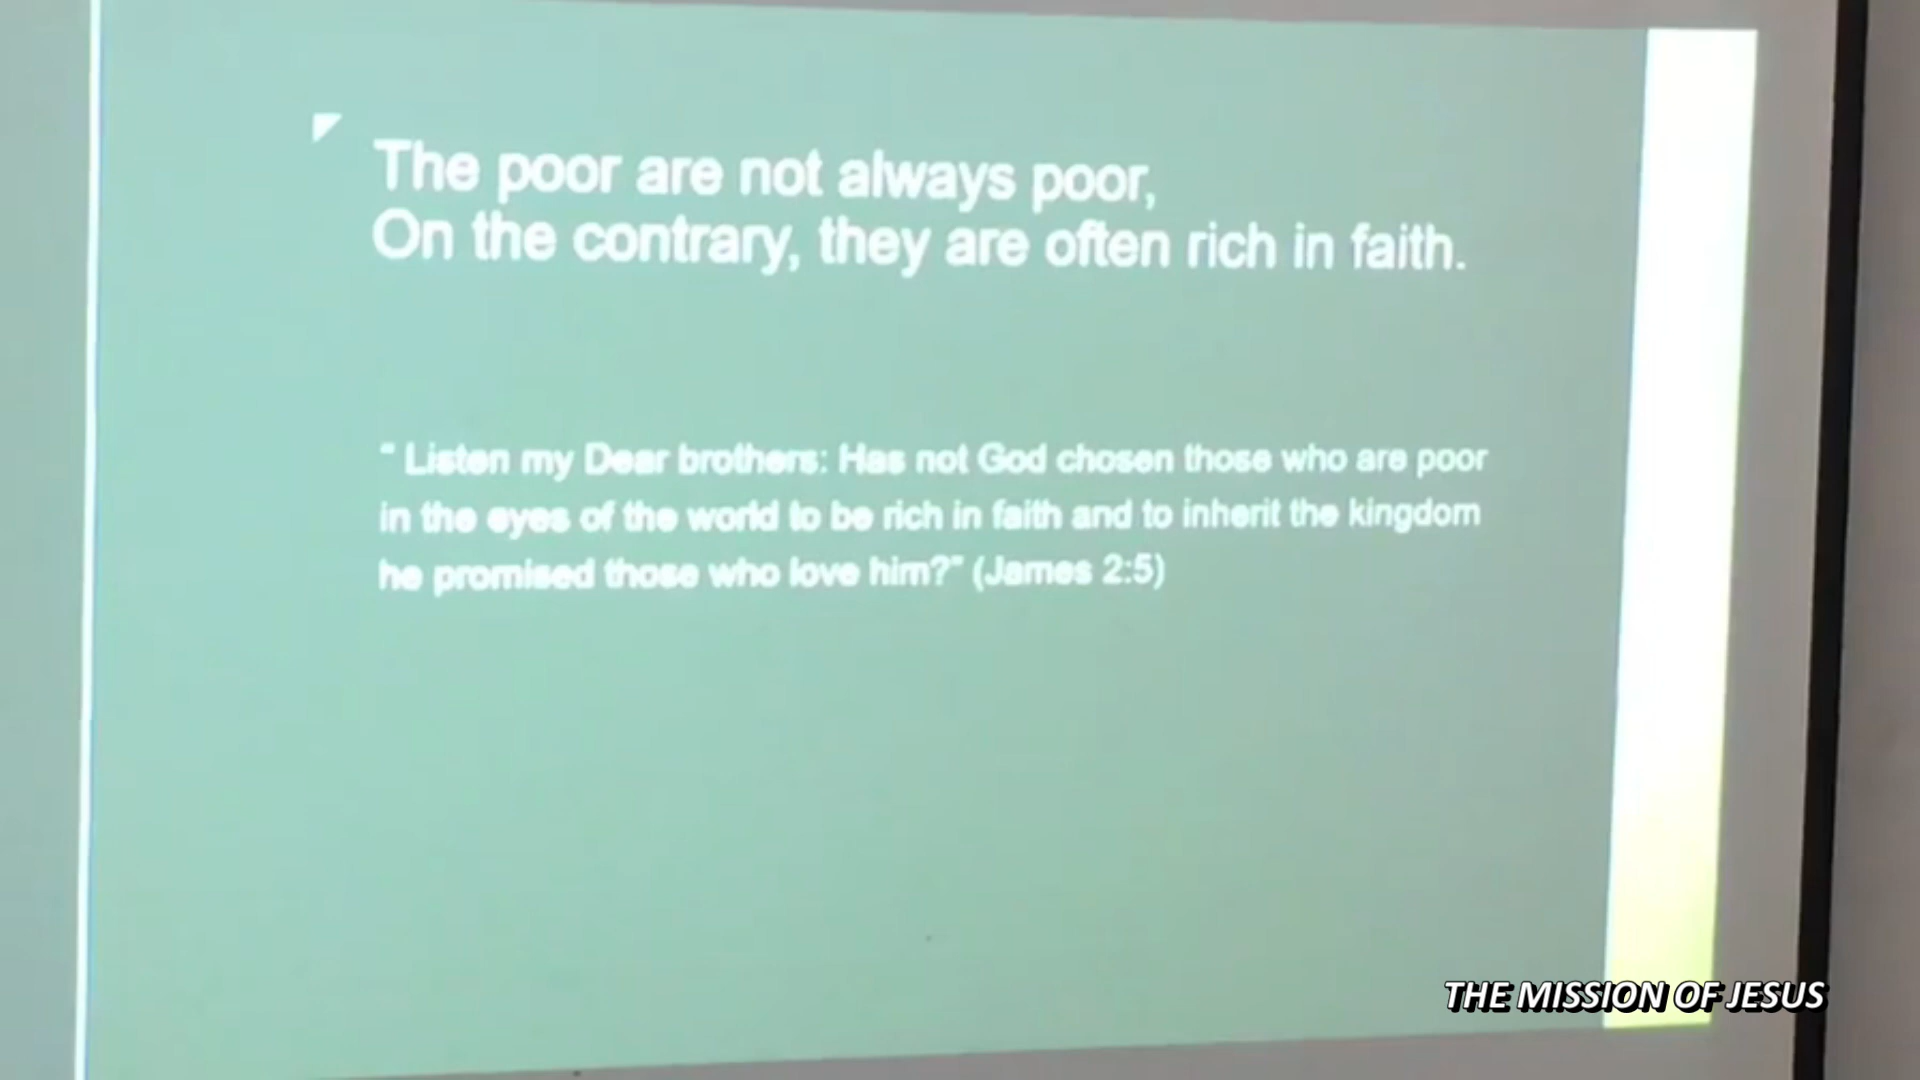 The poor are not always poor,
On the contrary, they are often rich in faith.
" Listen my Dear brothers: Has not God chosen those who are poor
in the eyes of the world to be rich in faith and to inherit the kingdom
he promised those who love him?" (James 2:5)
THE MISSION OF JESUS